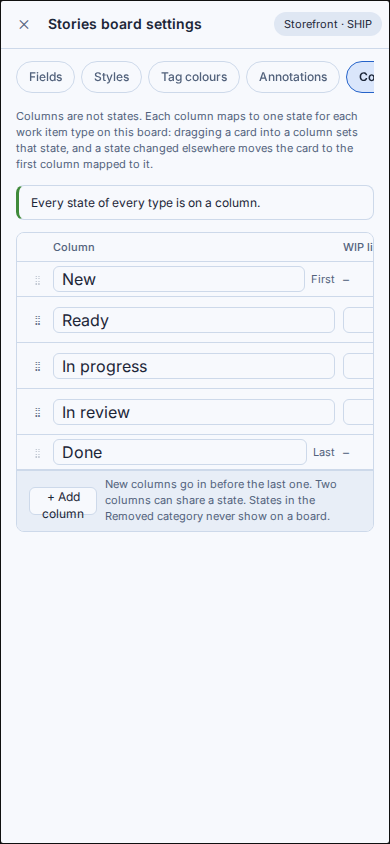 Stories board settings
Storefront · SHIP
Fields
Styles
Tag colours
Annotations
Co
Columns are not states. Each column maps to one state for each
work item type on this board: dragging a card into a column sets
that state, and a state changed elsewhere moves the card to the
first column mapped to it.
Every state of every type is on a column.
Column
WIP li
New
First
–
Ready
In progress
In review
Done
Last
–
+ Add
column
New columns go in before the last one. Two
columns can share a state. States in the
Removed category never show on a board.